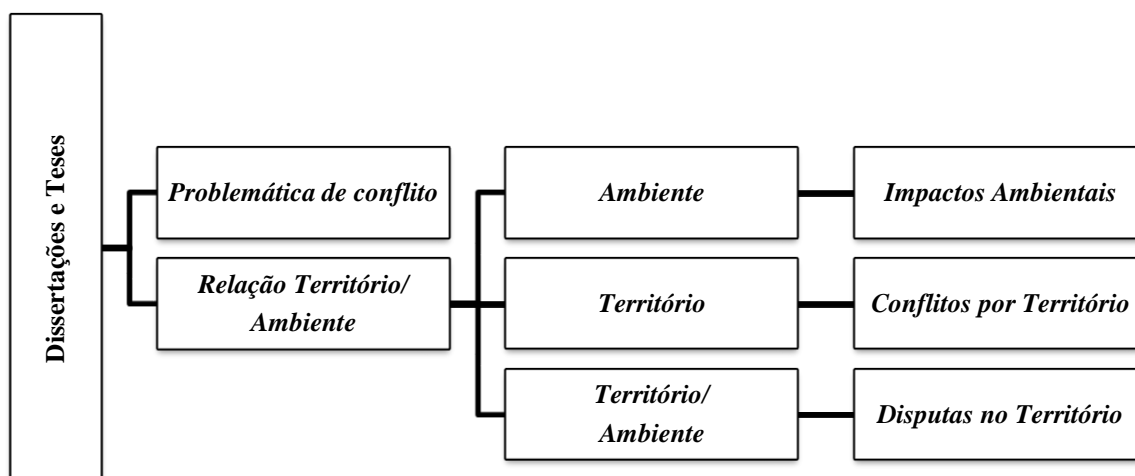 Dissertações e Teses
Problemática de conflito
Relação Território/
Ambiente
Ambiente
Impactos Ambientais
Território
Conflitos por Território
Território/
Ambiente
Disputas no Território